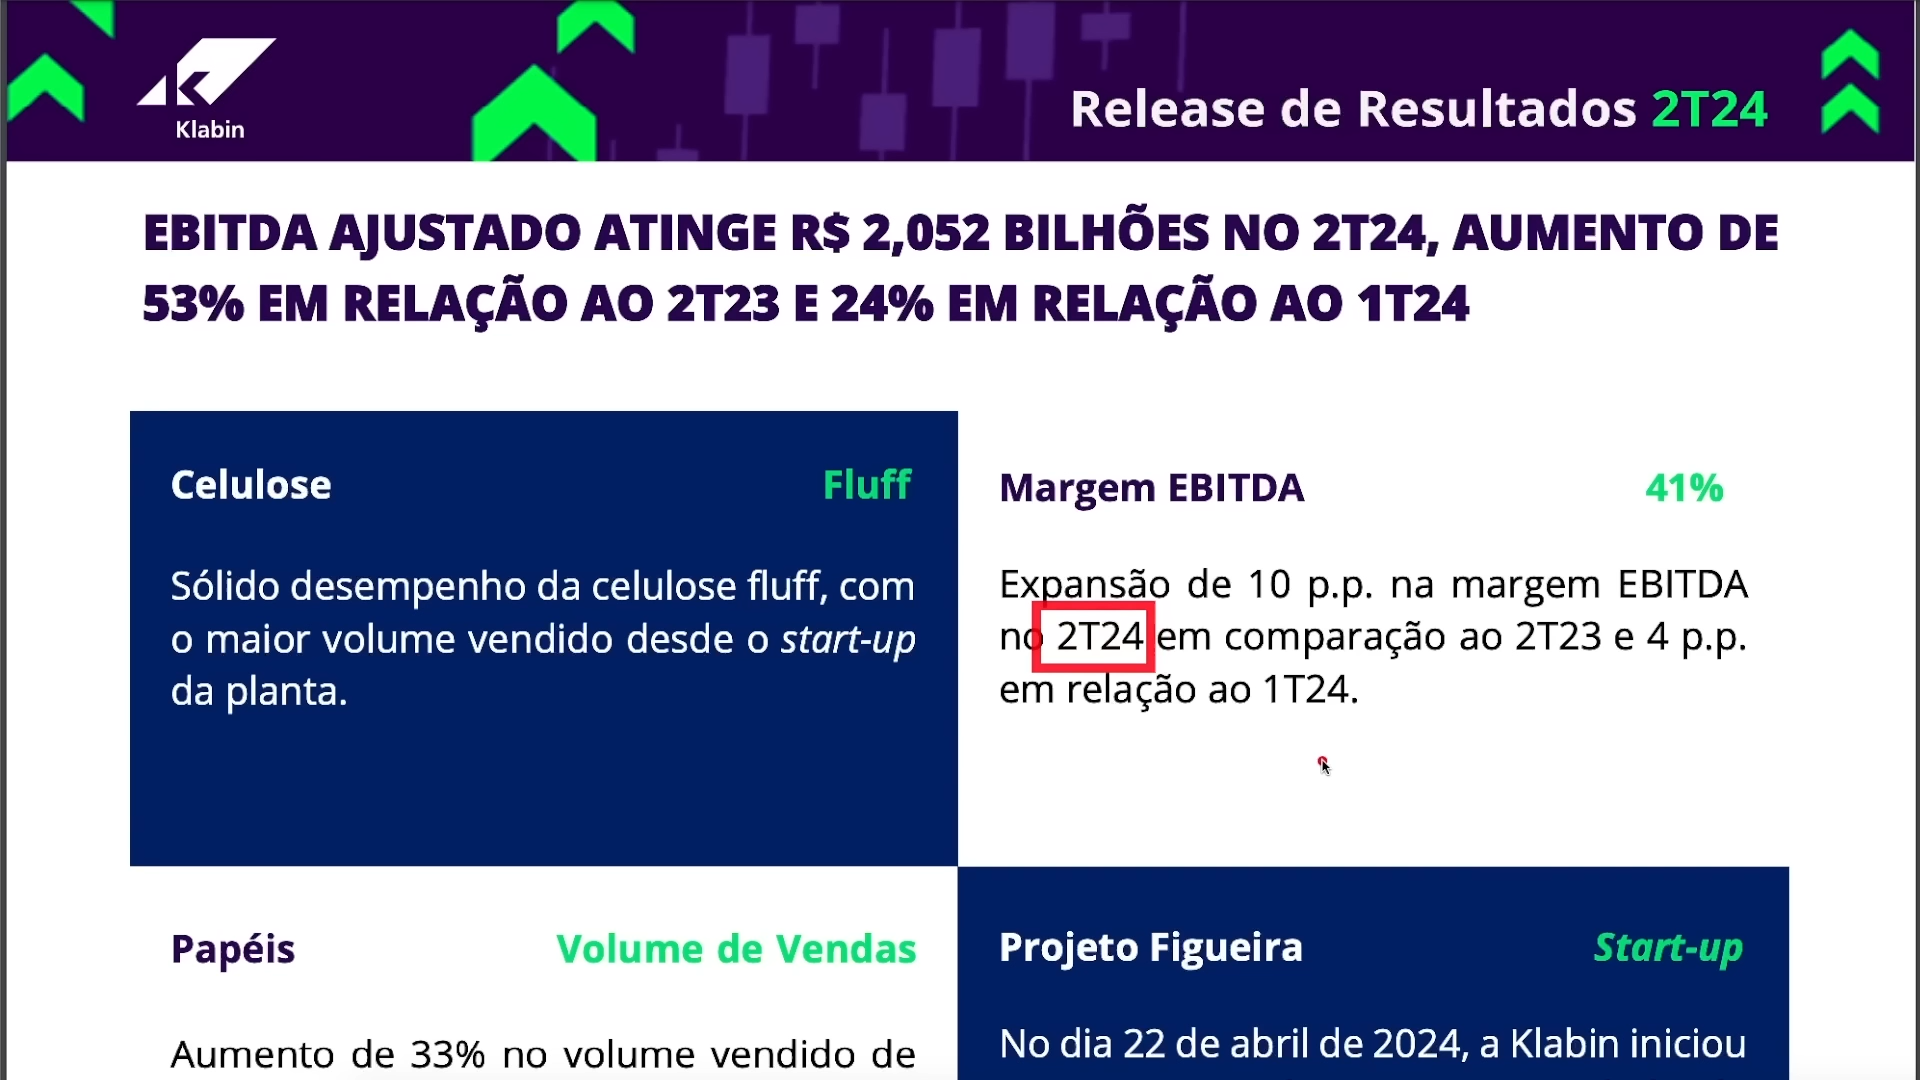 Klabin
Release de Resultados 2T24
EBITDA AJUSTADO ATINGE R$ 2,052 BILHÕES NO 2T24, AUMENTO DE
53% EM RELAÇÃO AO 2T23 E 24% EM RELAÇÃO AO 1T24
Celulose Fluff
Sólido desempenho da celulose fluff, com
o maior volume vendido desde o start-up
da planta.
Margem EBITDA 41%
Expansão de 10 p.p. na margem EBITDA
no 2T24 em comparação ao 2T23 e 4 p.p.
em relação ao 1T24.
Papéis Volume de Vendas
Aumento de 33% no volume vendido de
Projeto Figueira Start-up
No dia 22 de abril de 2024, a Klabin iniciou